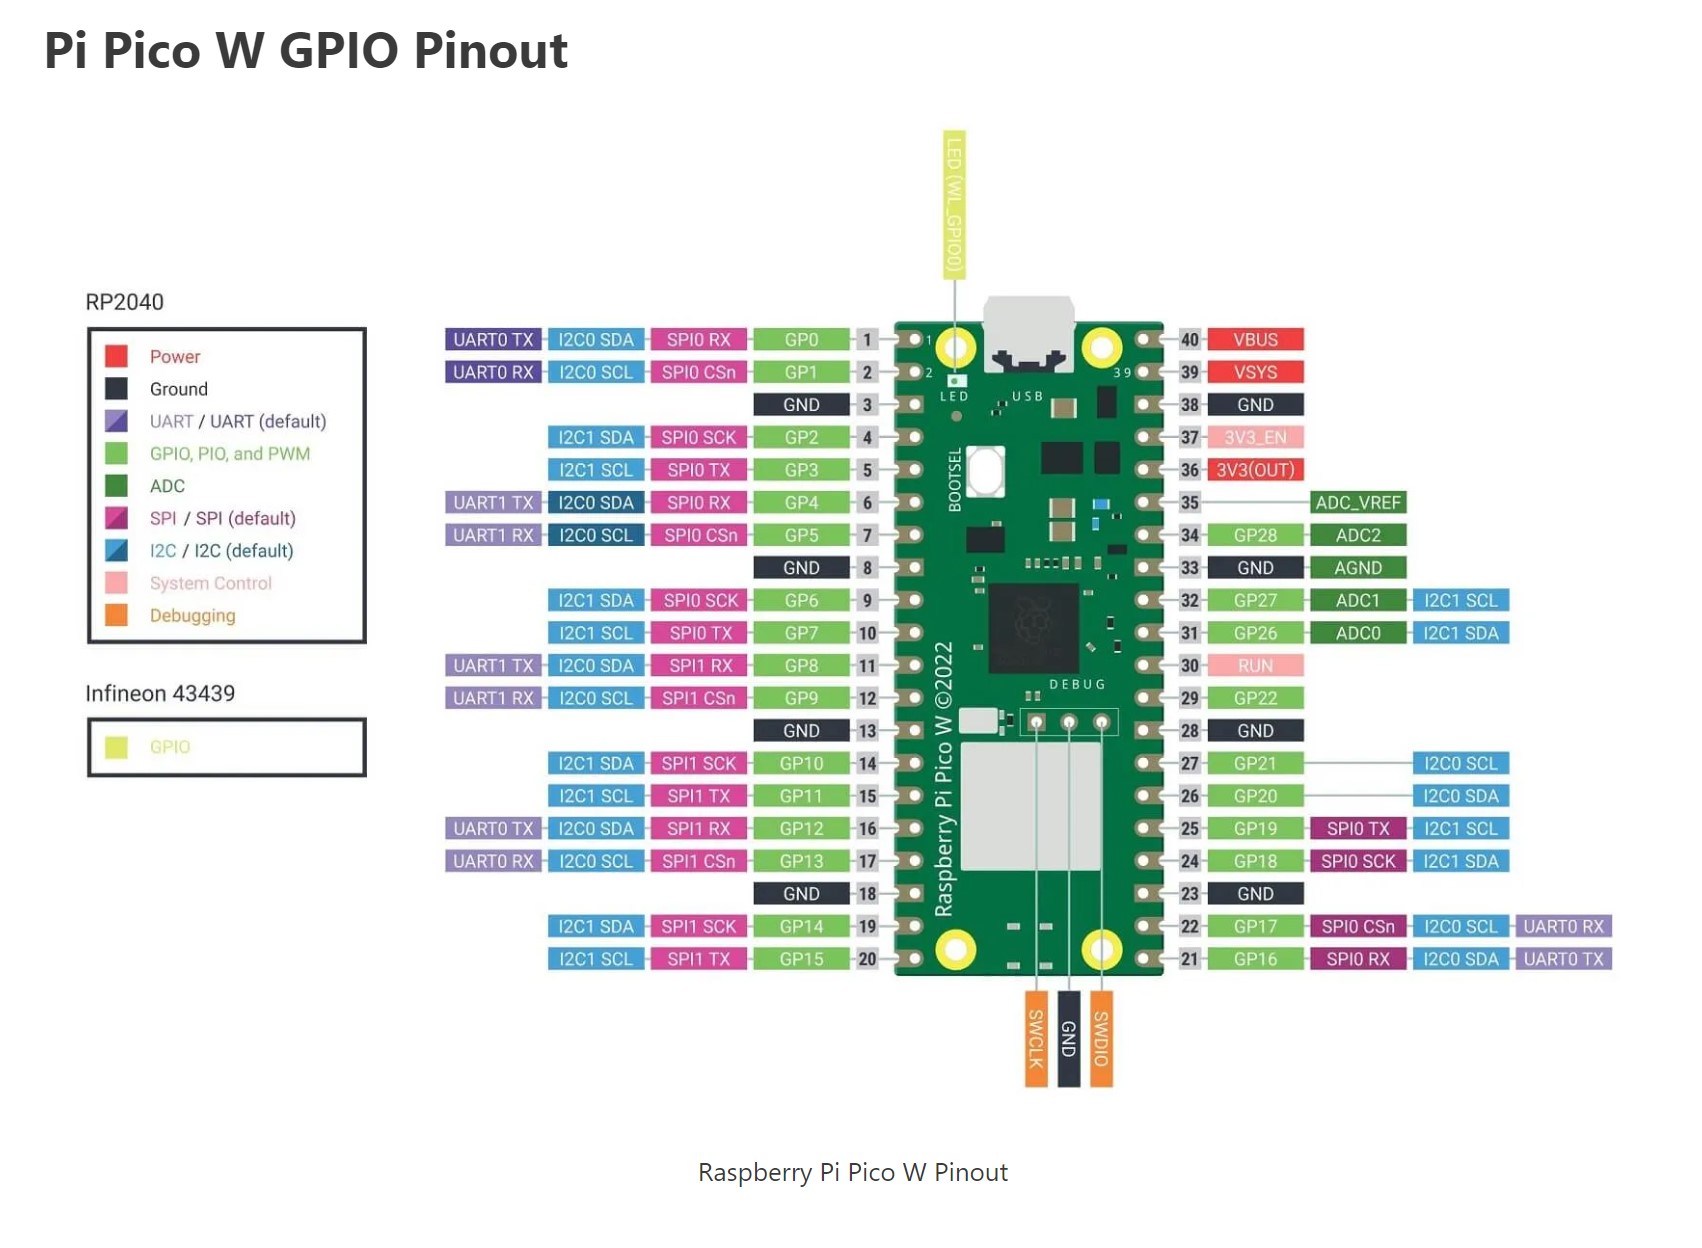 Pi Pico W GPIO Pinout
LED (WL_GPIO0)
RP2040
Power
Ground
UART / UART (default)
GPIO, PIO, and PWM
ADC
SPI / SPI (default)
I2C / I2C (default)
System Control
Debugging
Infineon 43439
GPIO
UART0 TX I2C0 SDA SPI0 RX GP0 1
UART0 RX I2C0 SCL SPI0 CSn GP1 2
GND 3
I2C1 SDA SPI0 SCK GP2 4
I2C1 SCL SPI0 TX GP3 5
UART1 TX I2C0 SDA SPI0 RX GP4 6
UART1 RX I2C0 SCL SPI0 CSn GP5 7
GND 8
I2C1 SDA SPI0 SCK GP6 9
I2C1 SCL SPI0 TX GP7 10
UART1 TX I2C0 SDA SPI1 RX GP8 11
UART1 RX I2C0 SCL SPI1 CSn GP9 12
GND 13
I2C1 SDA SPI1 SCK GP10 14
I2C1 SCL SPI1 TX GP11 15
UART0 TX I2C0 SDA SPI1 RX GP12 16
UART0 RX I2C0 SCL SPI1 CSn GP13 17
GND 18
I2C1 SDA SPI1 SCK GP14 19
I2C1 SCL SPI1 TX GP15 20
1
2
39
LED
USB
BOOTSEL
DEBUG
Raspberry Pi Pico W ©2022
40 VBUS
39 VSYS
38 GND
37 3V3_EN
36 3V3(OUT)
35 ADC_VREF
34 GP28 ADC2
33 GND AGND
32 GP27 ADC1 I2C1 SCL
31 GP26 ADC0 I2C1 SDA
30 RUN
29 GP22
28 GND
27 GP21 I2C0 SCL
26 GP20 I2C0 SDA
25 GP19 SPI0 TX I2C1 SCL
24 GP18 SPI0 SCK I2C1 SDA
23 GND
22 GP17 SPI0 CSn I2C0 SCL UART0 RX
21 GP16 SPI0 RX I2C0 SDA UART0 TX
SWCLK
GND
SWDIO
Raspberry Pi Pico W Pinout